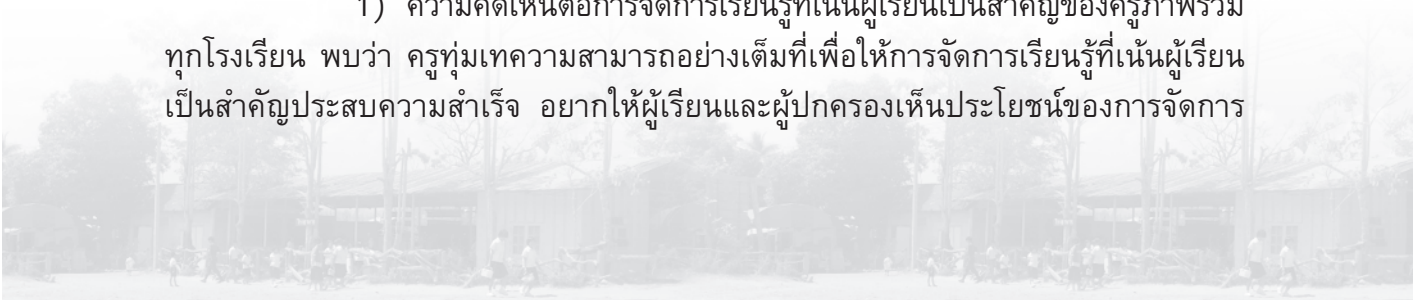 1) ความคิดเห็นต่อการจัดการเรียนรู้ที่เน้นผู้เรียนเป็นสำคัญของครูภาพรวม
ทุกโรงเรียน พบว่า ครูทุ่มเทความสามารถอย่างเต็มที่เพื่อให้การจัดการเรียนรู้ที่เน้นผู้เรียน
เป็นสำคัญประสบความสำเร็จ อยากให้ผู้เรียนและผู้ปกครองเห็นประโยชน์ของการจัดการ